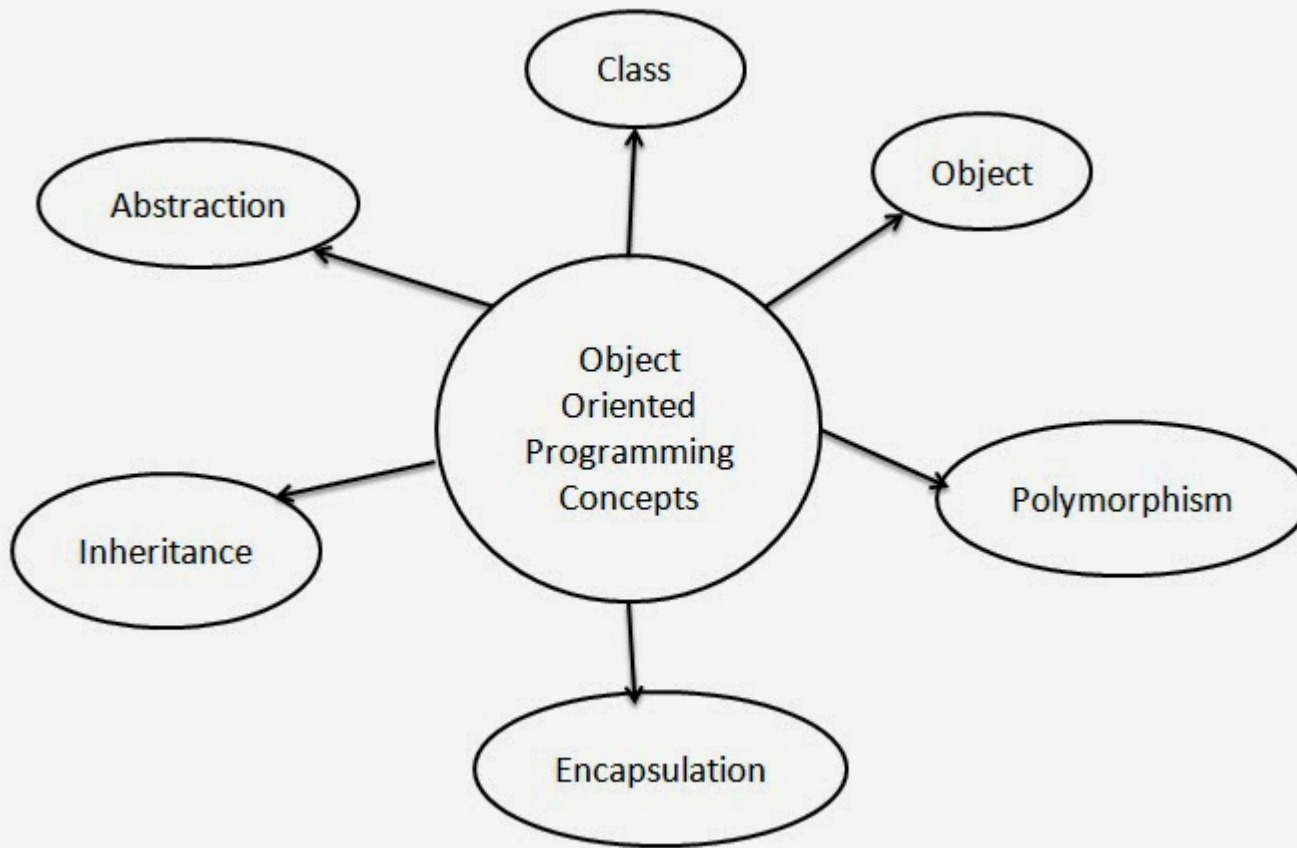 Class
Object
Abstraction
Object
Oriented
Programming
Concepts
Polymorphism
Inheritance
Encapsulation